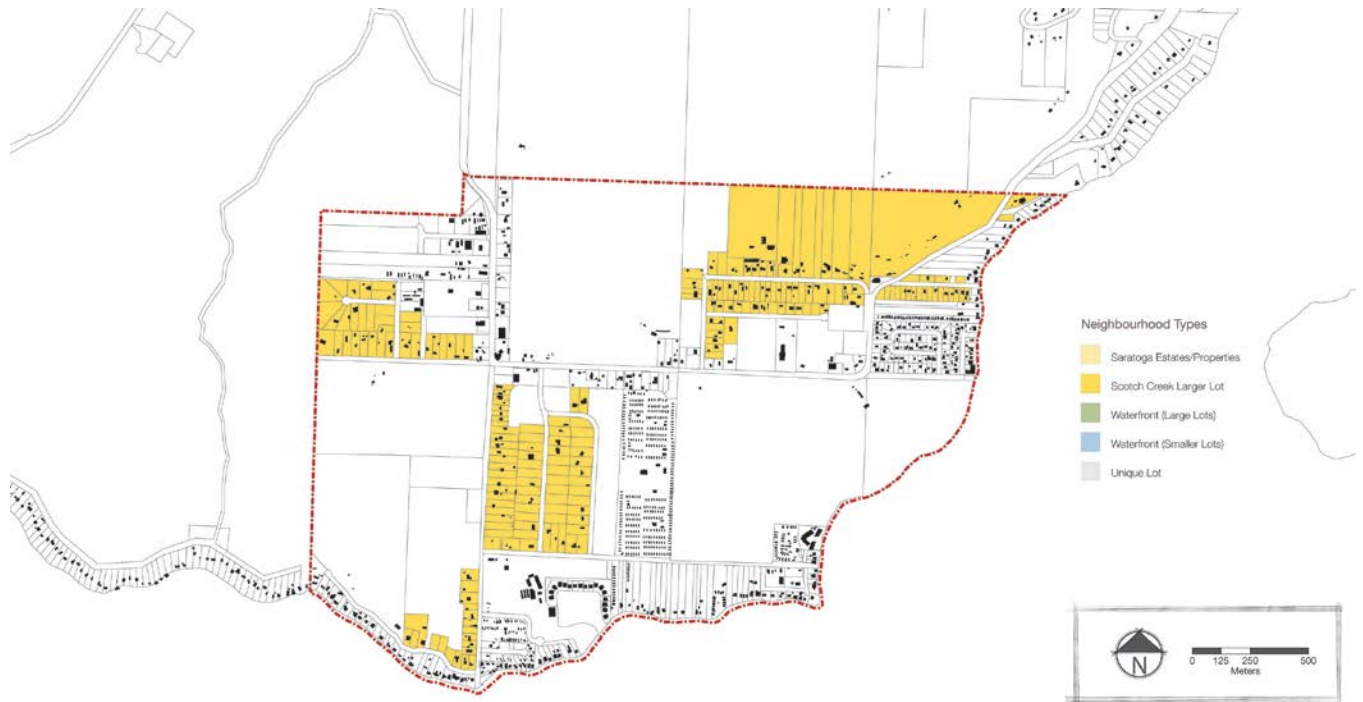 Neighbourhood Types
Saratoga Estates/Properties
Scotch Creek Larger Lot
Waterfront (Large Lots)
Waterfront (Smaller Lots)
Unique Lot
N
0 125 250 500
Meters